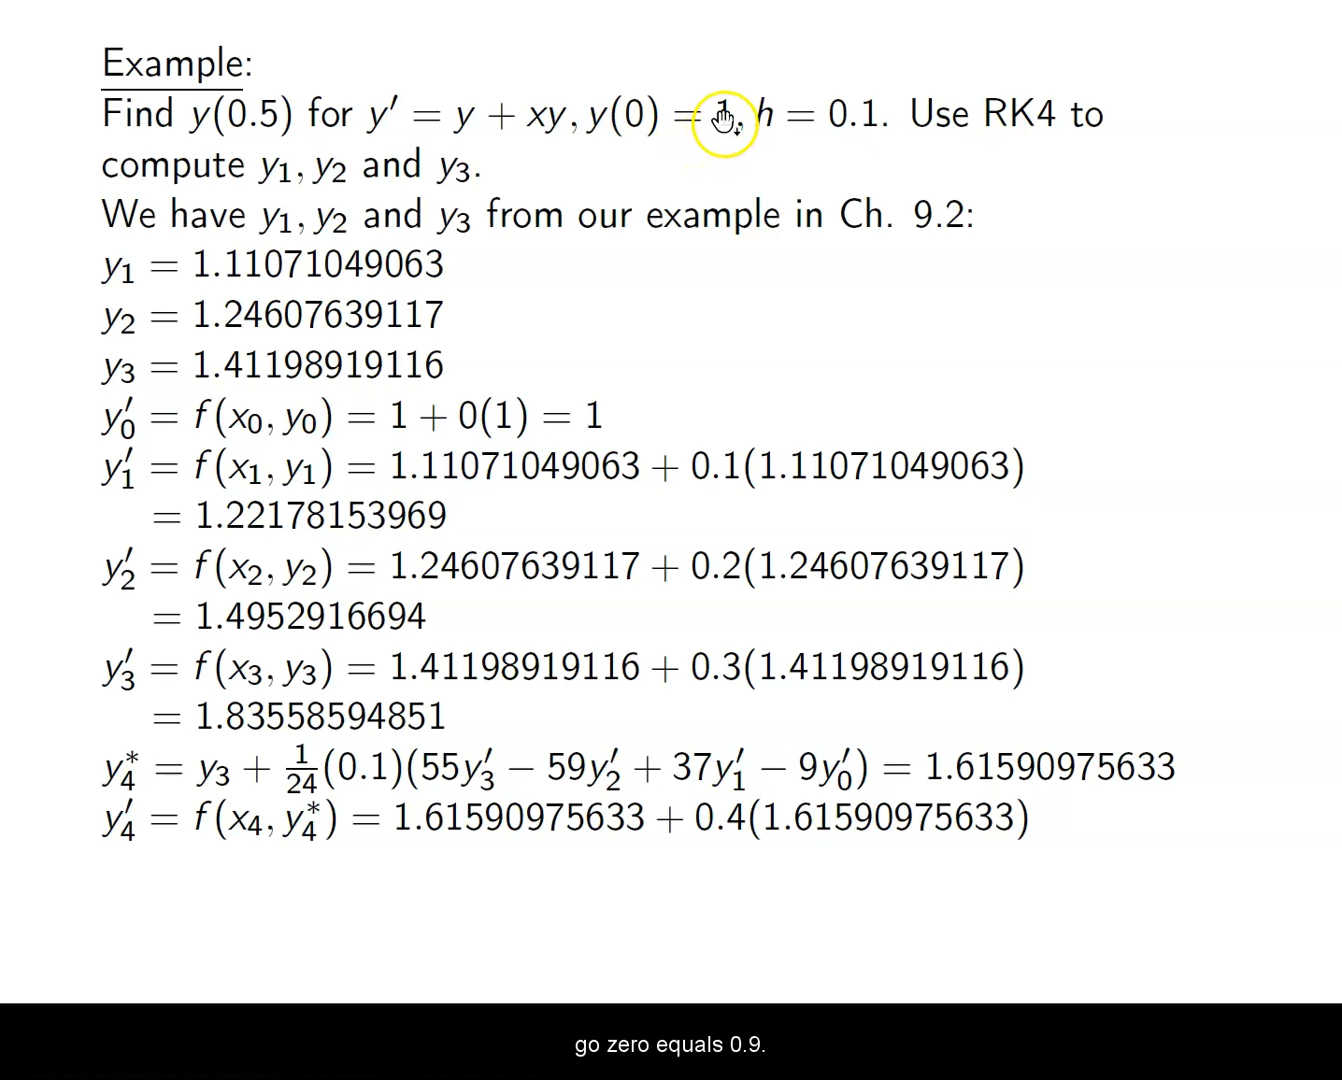 Example:
Find y(0.5) for y′ = y + xy, y(0) = 1, h = 0.1. Use RK4 to
compute y₁, y₂ and y₃.
We have y₁, y₂ and y₃ from our example in Ch. 9.2:
y₁ = 1.11071049063
y₂ = 1.24607639117
y₃ = 1.41198919116
y′₀ = f(x₀, y₀) = 1 + 0(1) = 1
y′₁ = f(x₁, y₁) = 1.11071049063 + 0.1(1.11071049063)
= 1.22178153969
y′₂ = f(x₂, y₂) = 1.24607639117 + 0.2(1.24607639117)
= 1.4952916694
y′₃ = f(x₃, y₃) = 1.41198919116 + 0.3(1.41198919116)
= 1.83558594851
y₄* = y₃ + 1/24(0.1)(55y′₃ − 59y′₂ + 37y′₁ − 9y′₀) = 1.61590975633
y′₄ = f(x₄, y₄*) = 1.61590975633 + 0.4(1.61590975633)
go zero equals 0.9.